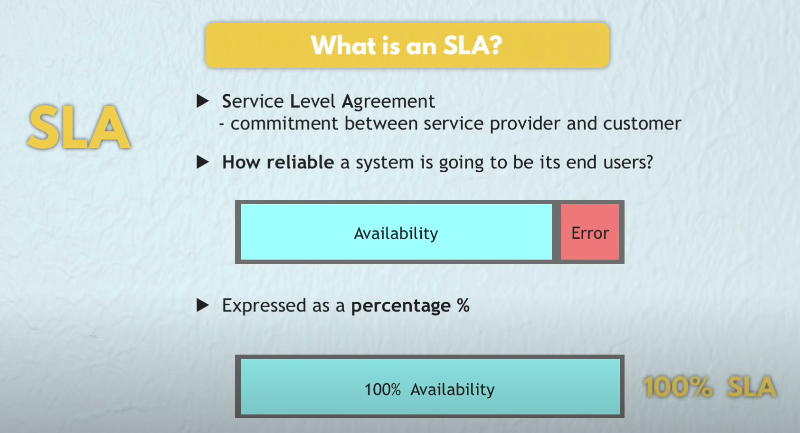 What is an SLA?
SLA
Service Level Agreement
- commitment between service provider and customer
How reliable a system is going to be its end users?
Availability
Error
Expressed as a percentage %
100% Availability
100% SLA